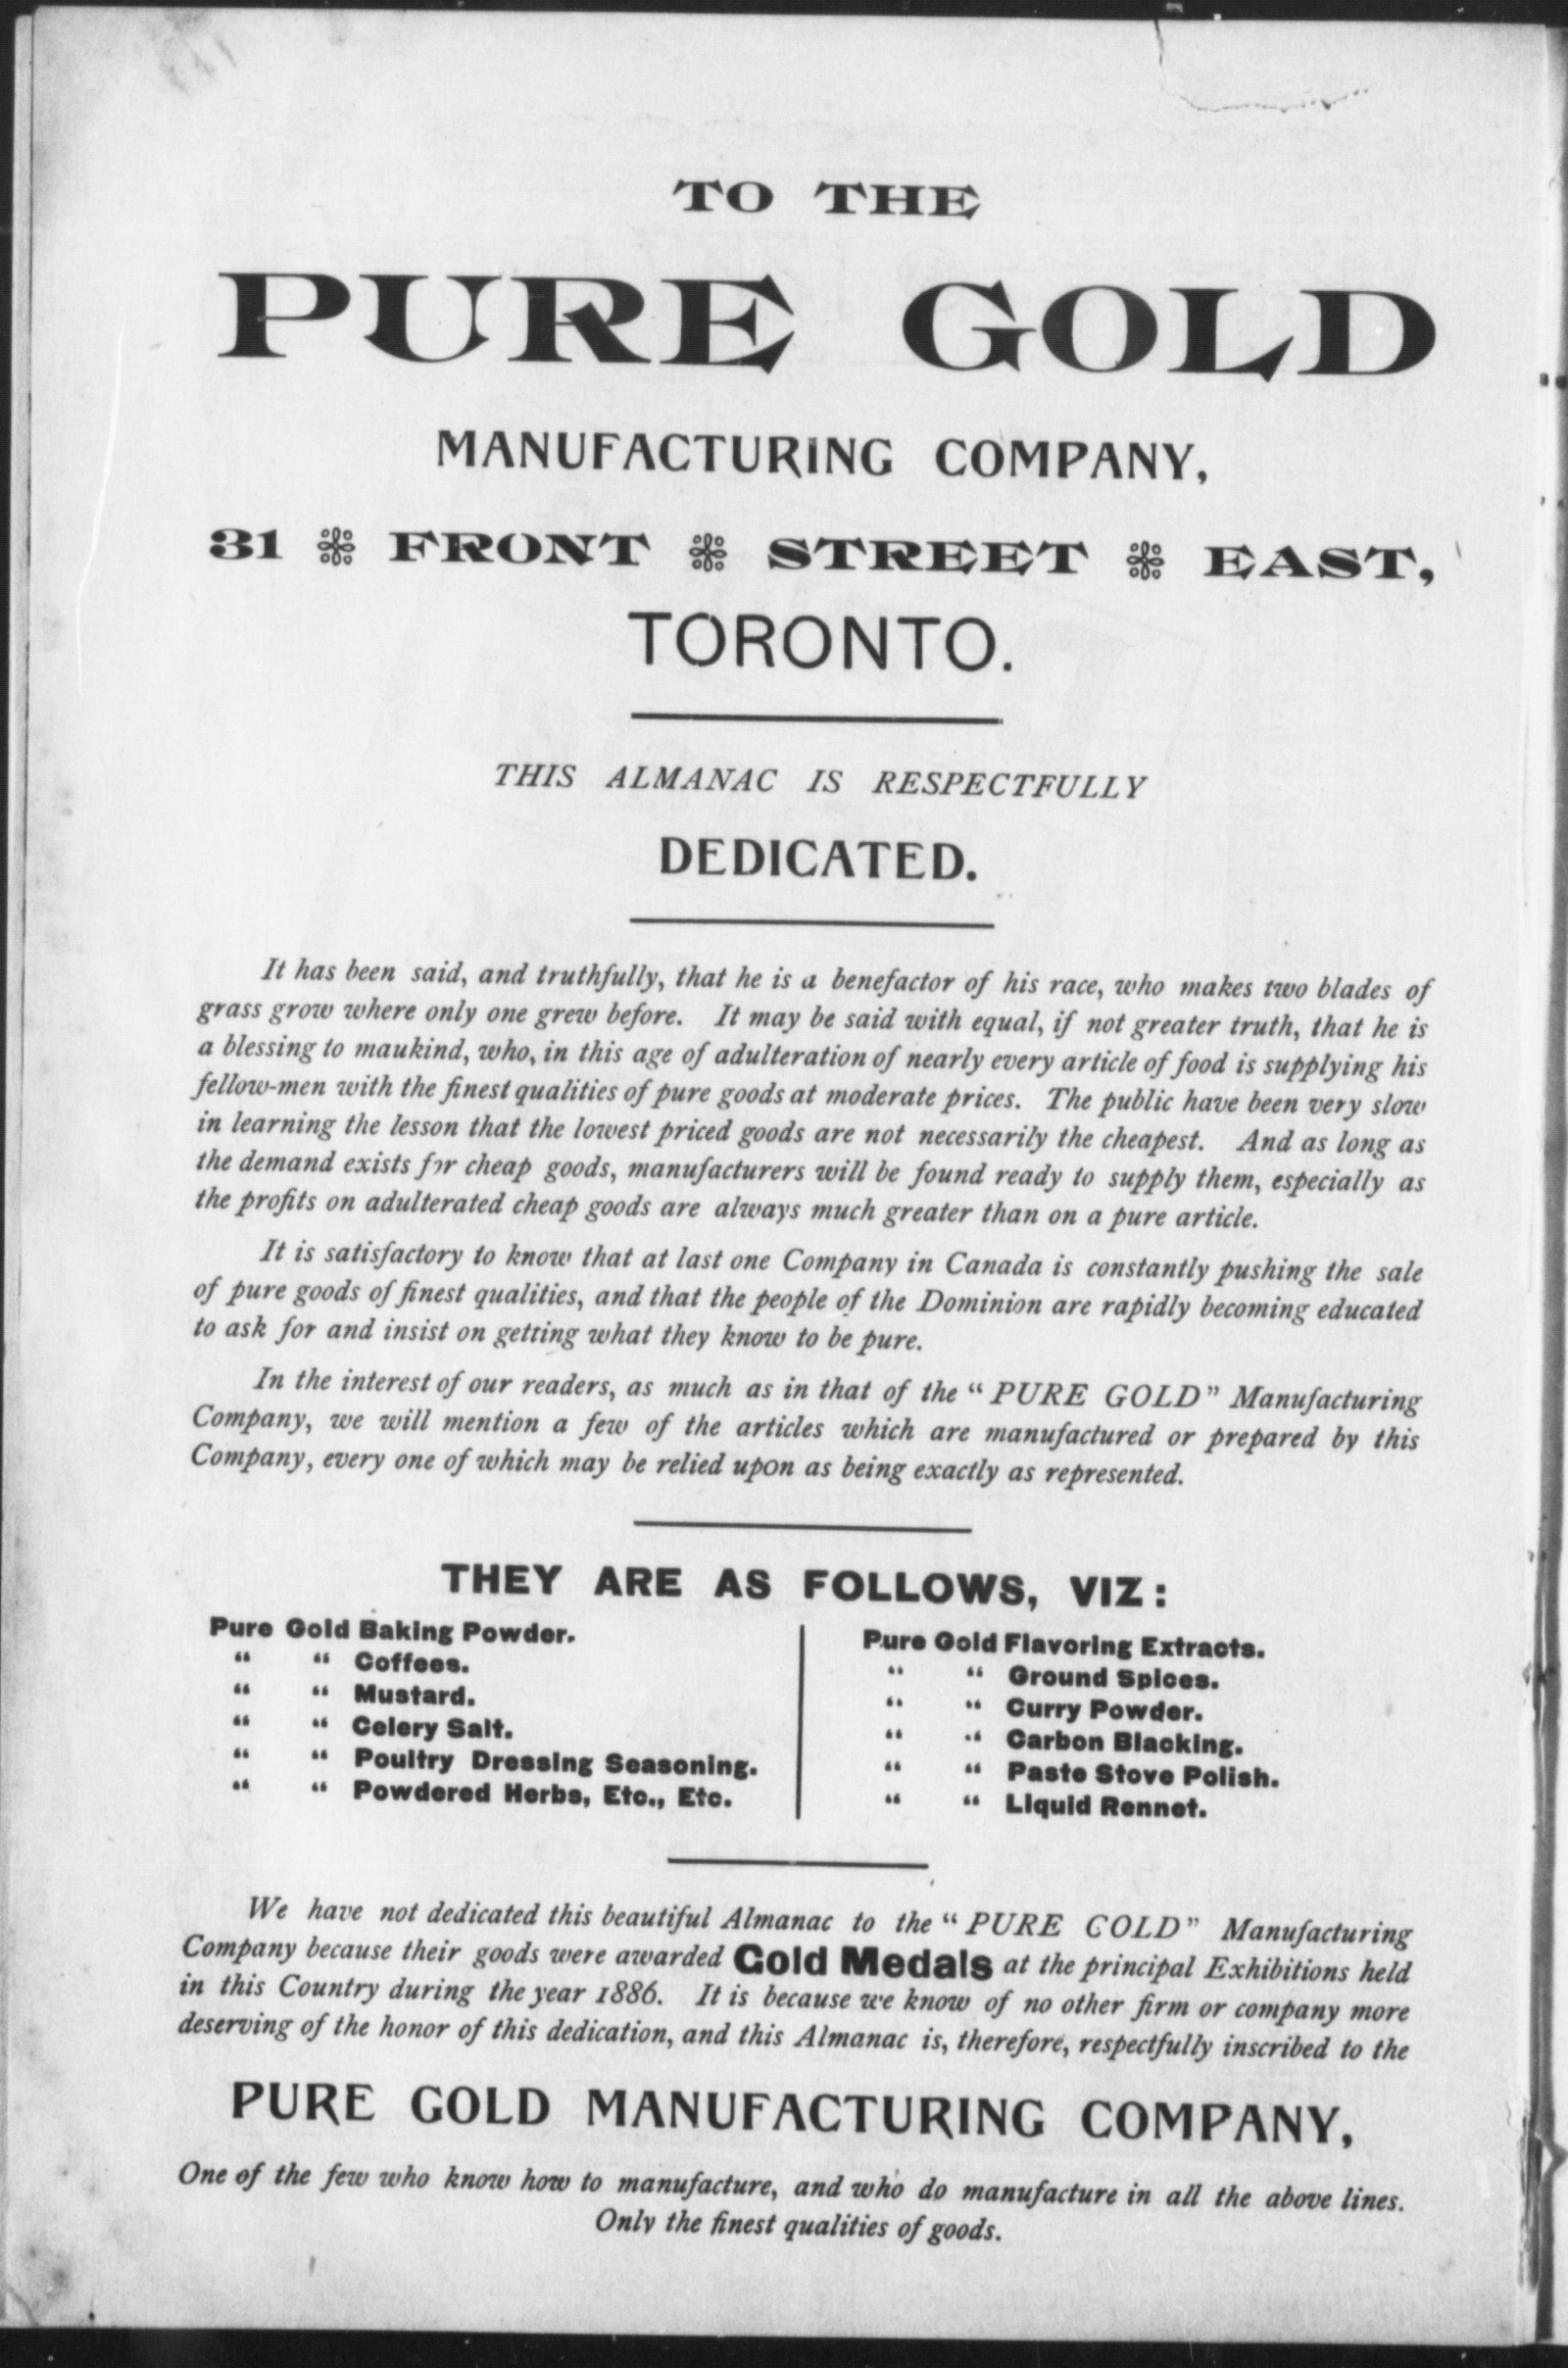 TO THE
PURE GOLD
MANUFACTURING COMPANY,
31 FRONT STREET EAST,
TORONTO.
THIS ALMANAC IS RESPECTFULLY
DEDICATED.
It has been said, and truthfully, that he is a benefactor of his race, who makes two blades of
grass grow where only one grew before. It may be said with equal, if not greater truth, that he is
a blessing to maukind, who, in this age of adulteration of nearly every article of food is supplying his
fellow-men with the finest qualities of pure goods at moderate prices. The public have been very slow
in learning the lesson that the lowest priced goods are not necessarily the cheapest. And as long as
the demand exists for cheap goods, manufacturers will be found ready to supply them, especially as
the profits on adulterated cheap goods are always much greater than on a pure article.
It is satisfactory to know that at last one Company in Canada is constantly pushing the sale
of pure goods of finest qualities, and that the people of the Dominion are rapidly becoming educated
to ask for and insist on getting what they know to be pure.
In the interest of our readers, as much as in that of the "PURE GOLD" Manufacturing
Company, we will mention a few of the articles which are manufactured or prepared by this
Company, every one of which may be relied upon as being exactly as represented.
THEY ARE AS FOLLOWS, VIZ:
Pure Gold Baking Powder.
" " Coffees.
" " Mustard.
" " Celery Salt.
" " Poultry Dressing Seasoning.
" " Powdered Herbs, Etc., Etc.
Pure Gold Flavoring Extracts.
" " Ground Spices.
" " Curry Powder.
" " Carbon Blacking.
" " Paste Stove Polish.
" " Liquid Rennet.
We have not dedicated this beautiful Almanac to the "PURE GOLD" Manufacturing
Company because their goods were awarded Gold Medals at the principal Exhibitions held
in this Country during the year 1886. It is because we know of no other firm or company more
deserving of the honor of this dedication, and this Almanac is, therefore, respectfully inscribed to the
PURE GOLD MANUFACTURING COMPANY,
One of the few who know how to manufacture, and who do manufacture in all the above lines.
Only the finest qualities of goods.